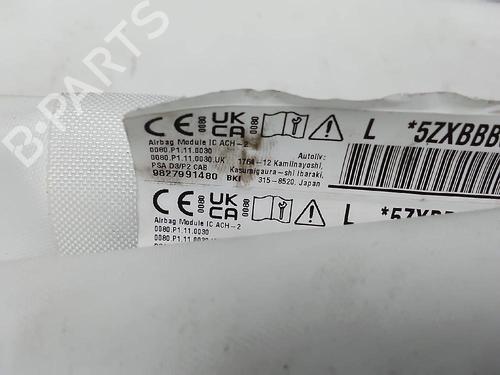 B-PARTS
CE 0080 UK CA 0080 L *5ZXBBB
Airbag Module IC ACH-2
0080.P1.11.0030
0080.P1.11.0030.UK
PSA D3/P2 CAB
9827991480 BKI
Autoliv:
1764-12 Kamiinayoshi,
Kasumigaura-shi Ibaraki,
315-8520, Japan
CE 0080 UK CA 0080 L
Airbag Module IC ACH-2
0080.P1.11.0030